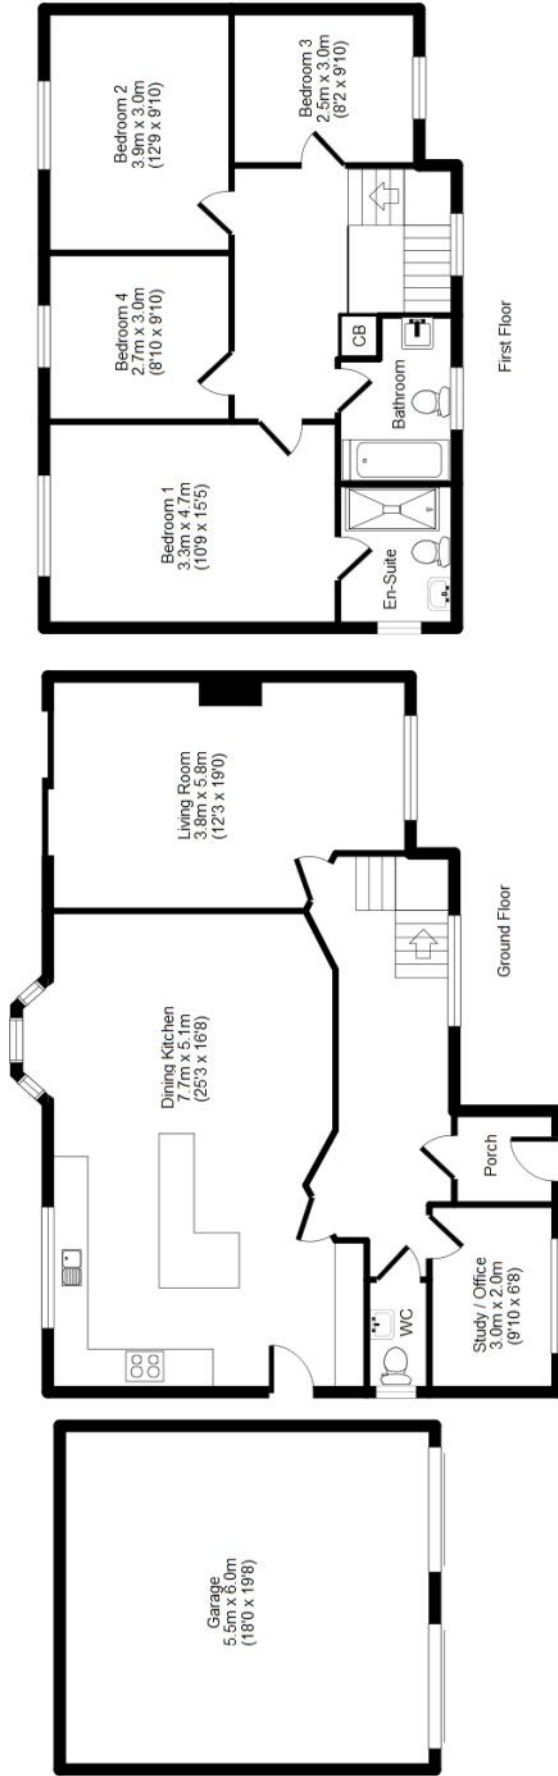 Garage
5.5m x 6.0m
(18'0 x 19'8)
Dining Kitchen
7.7m x 5.1m
(25'3 x 16'8)
Living Room
3.8m x 5.8m
(12'3 x 19'0)
WC
Study / Office
3.0m x 2.0m
(9'10 x 6'8)
Porch
Ground Floor
Bedroom 1
3.3m x 4.7m
(10'9 x 15'5)
Bedroom 4
2.7m x 3.0m
(8'10 x 9'10)
Bedroom 2
3.9m x 3.0m
(12'9 x 9'10)
Bedroom 3
2.5m x 3.0m
(8'2 x 9'10)
En-Suite
Bathroom
CB
First Floor